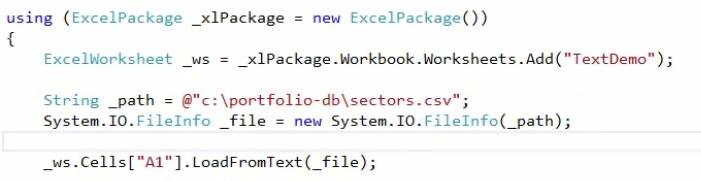 using (ExcelPackage _xlPackage = new ExcelPackage())
{
ExcelWorksheet _ws = _xlPackage.Workbook.Worksheets.Add("TextDemo");
String _path = @"c:\portfolio-db\sectors.csv";
System.IO.FileInfo _file = new System.IO.FileInfo(_path);
_ws.Cells["A1"].LoadFromText(_file);